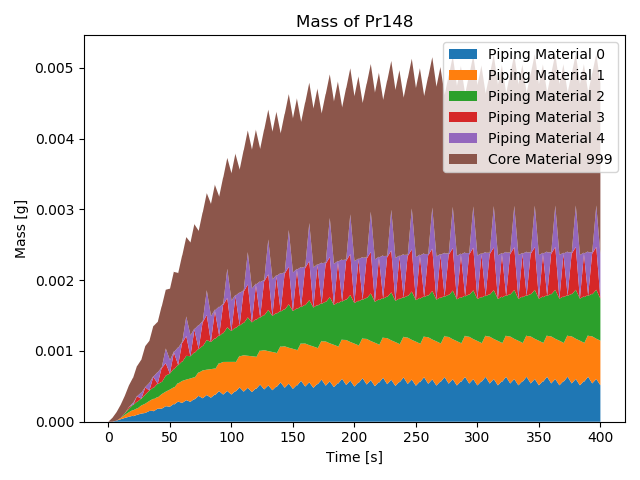 Mass of Pr148
Mass [g]
0.005
0.004
0.003
0.002
0.001
0.000
Piping Material 0
Piping Material 1
Piping Material 2
Piping Material 3
Piping Material 4
Core Material 999
0 50 100 150 200 250 300 350 400
Time [s]